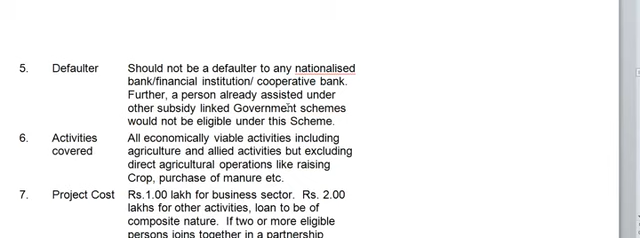 5. Defaulter Should not be a defaulter to any nationalised
bank/financial institution/ cooperative bank.
Further, a person already assisted under
other subsidy linked Government schemes
would not be eligible under this Scheme.
6. Activities All economically viable activities including
covered agriculture and allied activities but excluding
direct agricultural operations like raising
Crop, purchase of manure etc.
7. Project Cost Rs.1.00 lakh for business sector. Rs. 2.00
lakhs for other activities, loan to be of
composite nature. If two or more eligible
persons joins together in a partnership